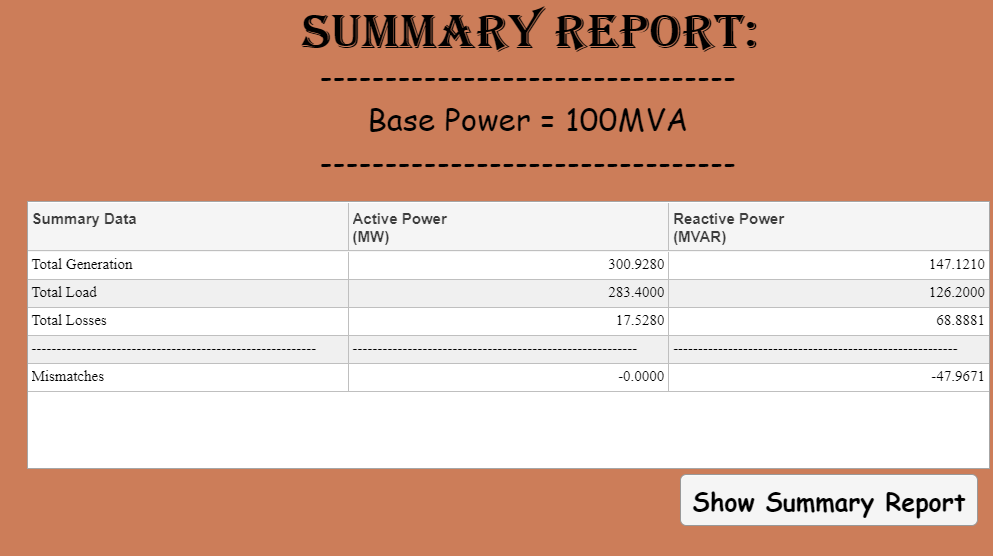 SUMMARY REPORT:
--------------------------------
Base Power = 100MVA
--------------------------------
Summary Data Active Power (MW) Reactive Power (MVAR)
Total Generation 300.9280 147.1210
Total Load 283.4000 126.2000
Total Losses 17.5280 68.8881
--------------------------------------------------------- --------------------------------------------------------- ---------------------------------------------------------
Mismatches -0.0000 -47.9671
Show Summary Report